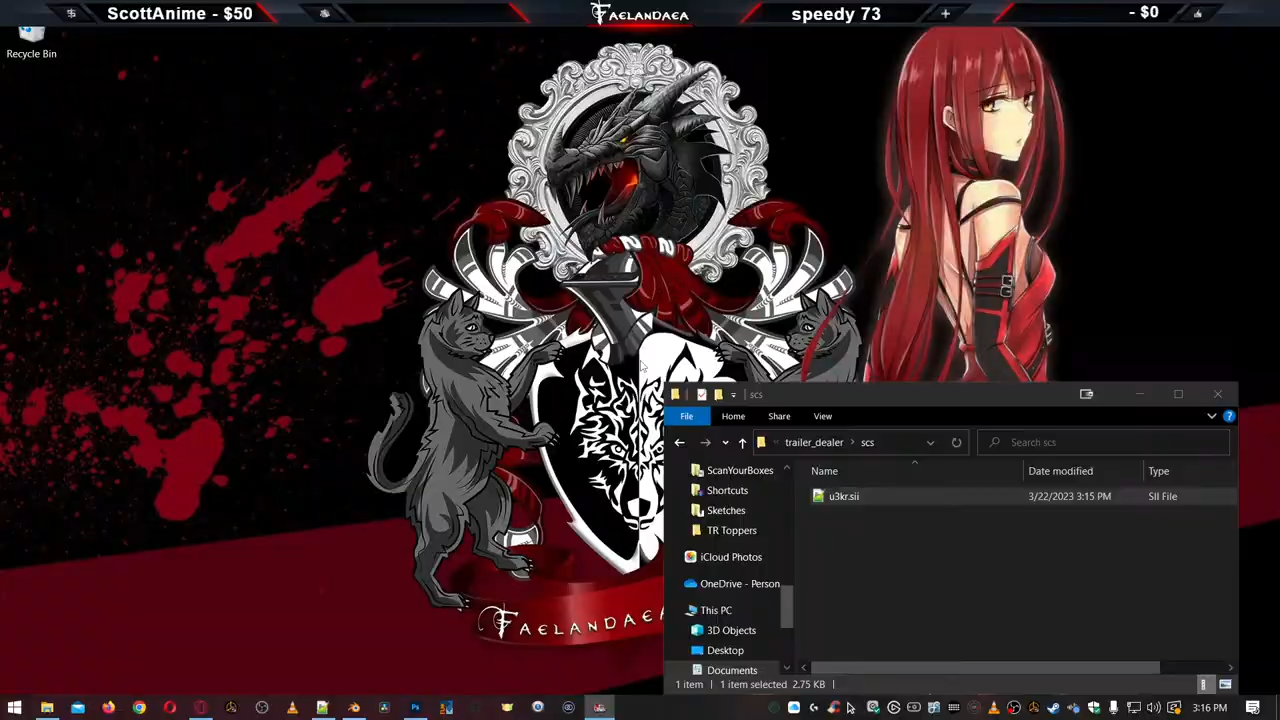 ScottAnime - $50
FAELANDAEA
speedy 73
- $0
Recycle Bin
FAELANDAEA
scs
File
Home
Share
View
trailer_dealer > scs
Search scs
ScanYourBoxes
Shortcuts
Sketches
TR Toppers
iCloud Photos
OneDrive - Person
This PC
3D Objects
Desktop
Documents
Name
Date modified
Type
u3kr.sii
3/22/2023 3:15 PM
SII File
1 item
1 item selected 2.75 KB
3:16 PM